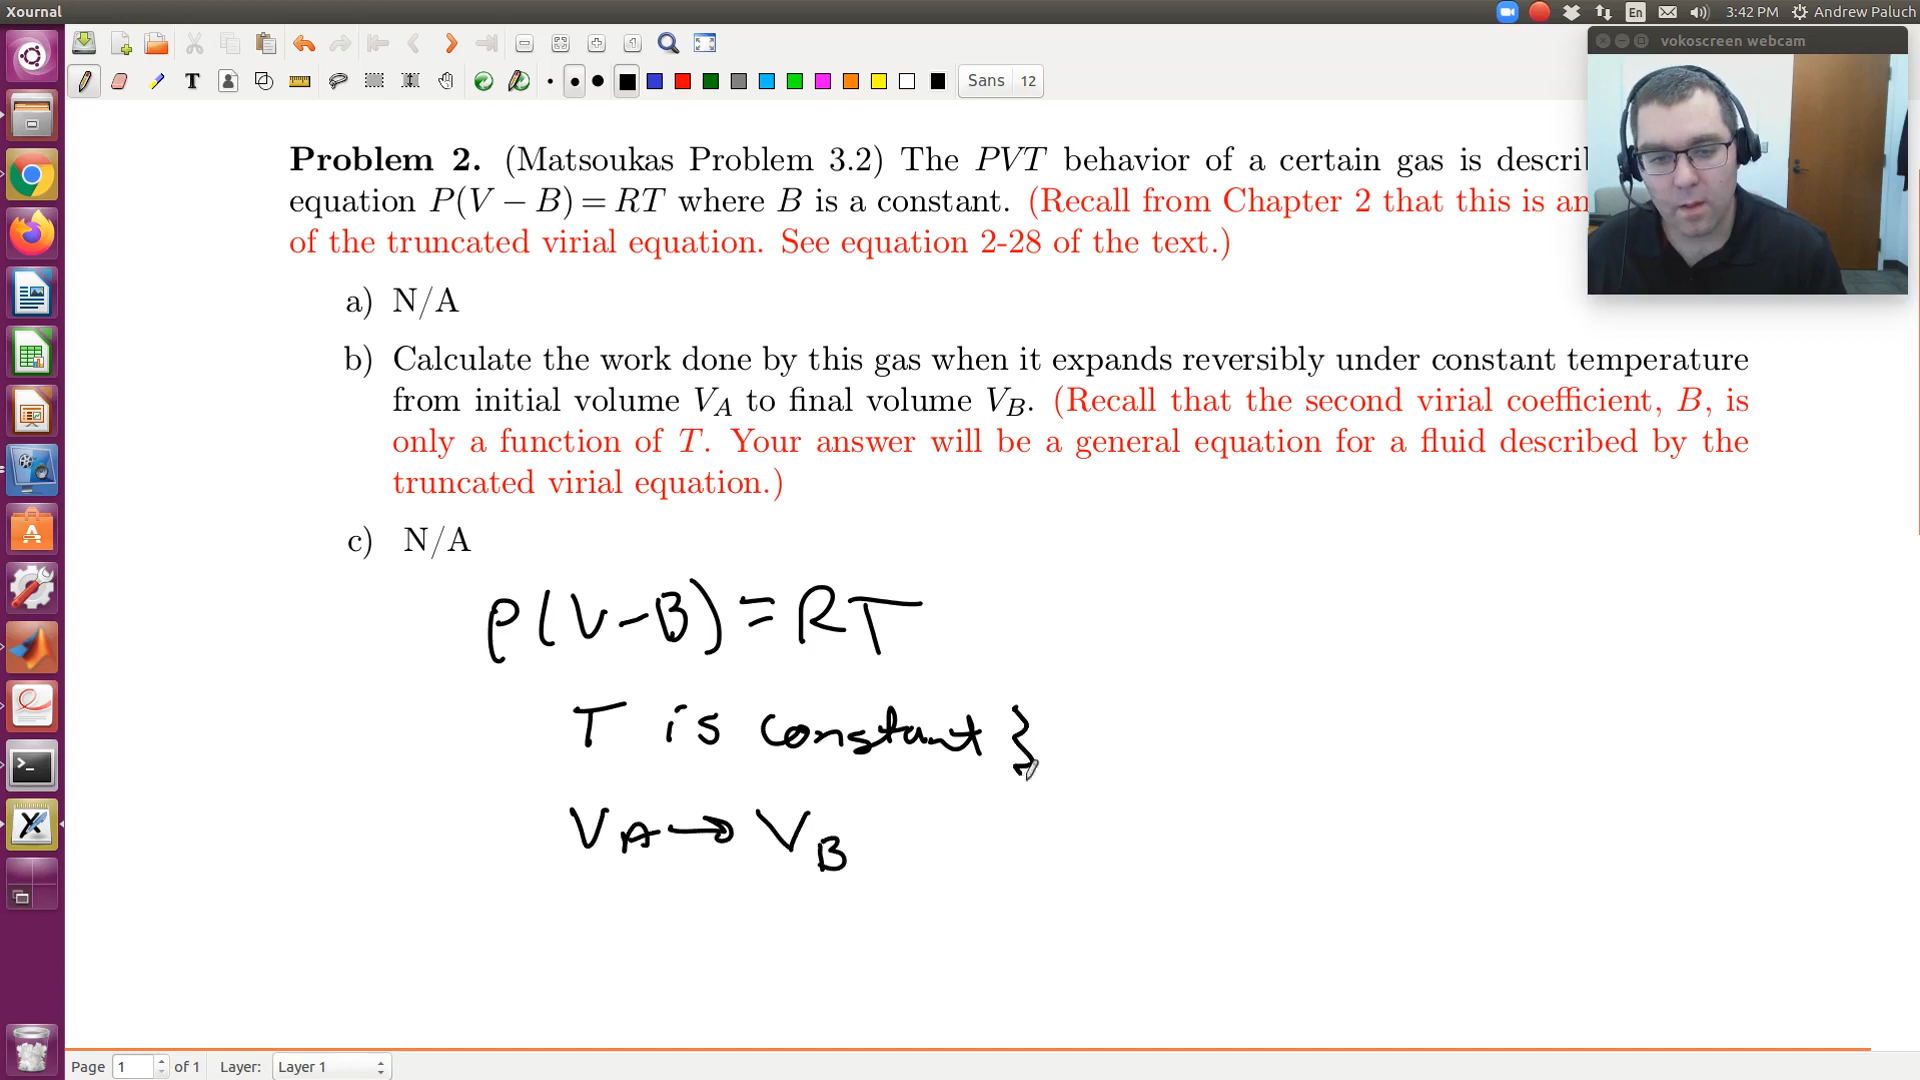 Xournal
En 3:42 PM Andrew Paluch
vokoscreen webcam
Sans 12
Problem 2. (Matsoukas Problem 3.2) The PVT behavior of a certain gas is
equation P(V − B) = RT where B is a constant. (Recall from Chapter 2 that this is an
of the truncated virial equation. See equation 2-28 of the text.)
a) N/A
b) Calculate the work done by this gas when it expands reversibly under constant temperature
from initial volume V_A to final volume V_B. (Recall that the second virial coefficient, B, is
only a function of T. Your answer will be a general equation for a fluid described by the
truncated virial equation.)
c) N/A
P(V-B)=RT
T is constant }
V_A → V_B
Page 1 of 1 Layer: Layer 1